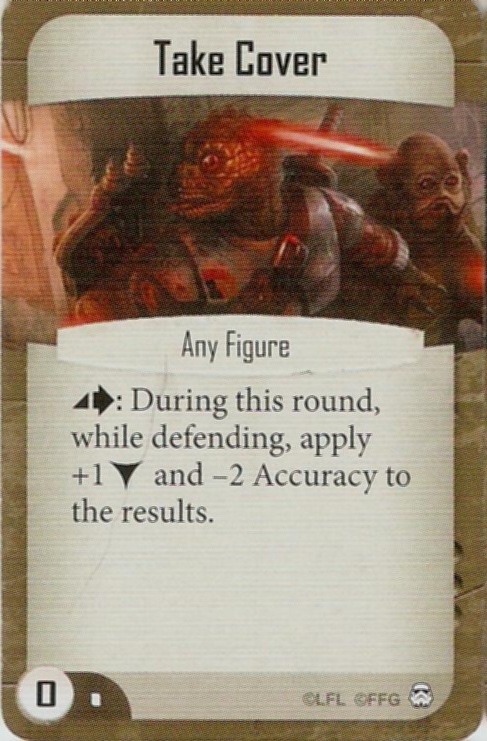 Take Cover
Any Figure
: During this round,
while defending, apply
+1 and –2 Accuracy to
the results.
0
©LFL ©FFG